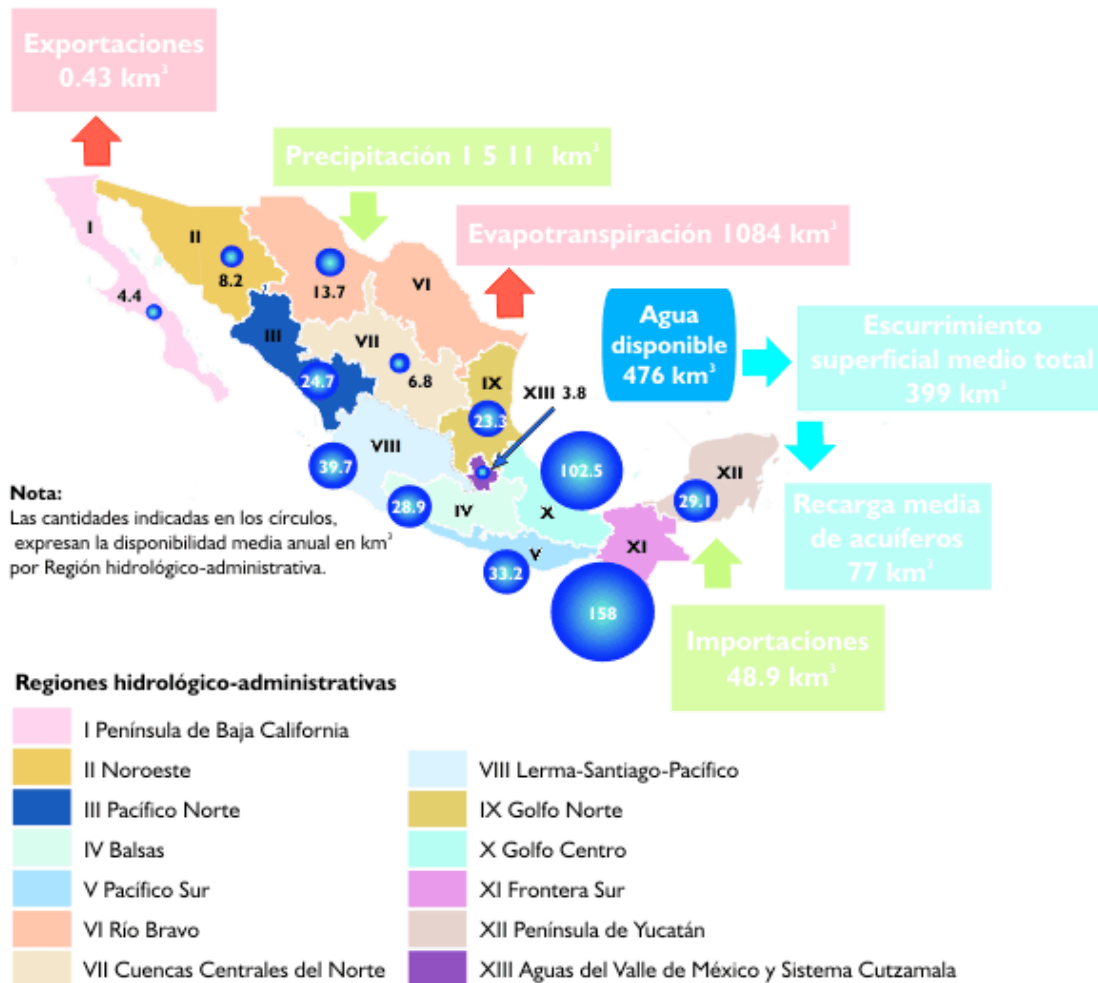 Exportaciones
0.43 km³
Precipitación 1 5 11 km³
Evapotranspiración 1084 km³
I
II
8.2
13.7
VI
4.4
III
VII
6.8
24.7
IX
23.3
XIII 3.8
Agua
disponible
476 km³
Escurrimiento
superficial medio total
399 km³
VIII
39.7
28.9
IV
102.5
X
XII
29.1
V
33.2
XI
158
Recarga media
de acuíferos
77 km³
Importaciones
48.9 km³
Nota:
Las cantidades indicadas en los círculos,
expresan la disponibilidad media anual en km³
por Región hidrológico-administrativa.
Regiones hidrológico-administrativas
I Península de Baja California
II Noroeste
III Pacífico Norte
IV Balsas
V Pacífico Sur
VI Río Bravo
VII Cuencas Centrales del Norte
VIII Lerma-Santiago-Pacífico
IX Golfo Norte
X Golfo Centro
XI Frontera Sur
XII Península de Yucatán
XIII Aguas del Valle de México y Sistema Cutzamala